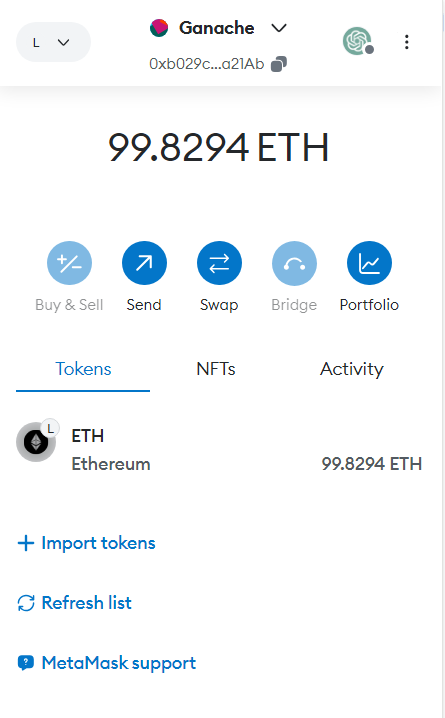 L
Ganache
0xb029c...a21Ab
99.8294 ETH
Buy & Sell Send Swap Bridge Portfolio
Tokens NFTs Activity
L
ETH
Ethereum 99.8294 ETH
Import tokens
Refresh list
MetaMask support